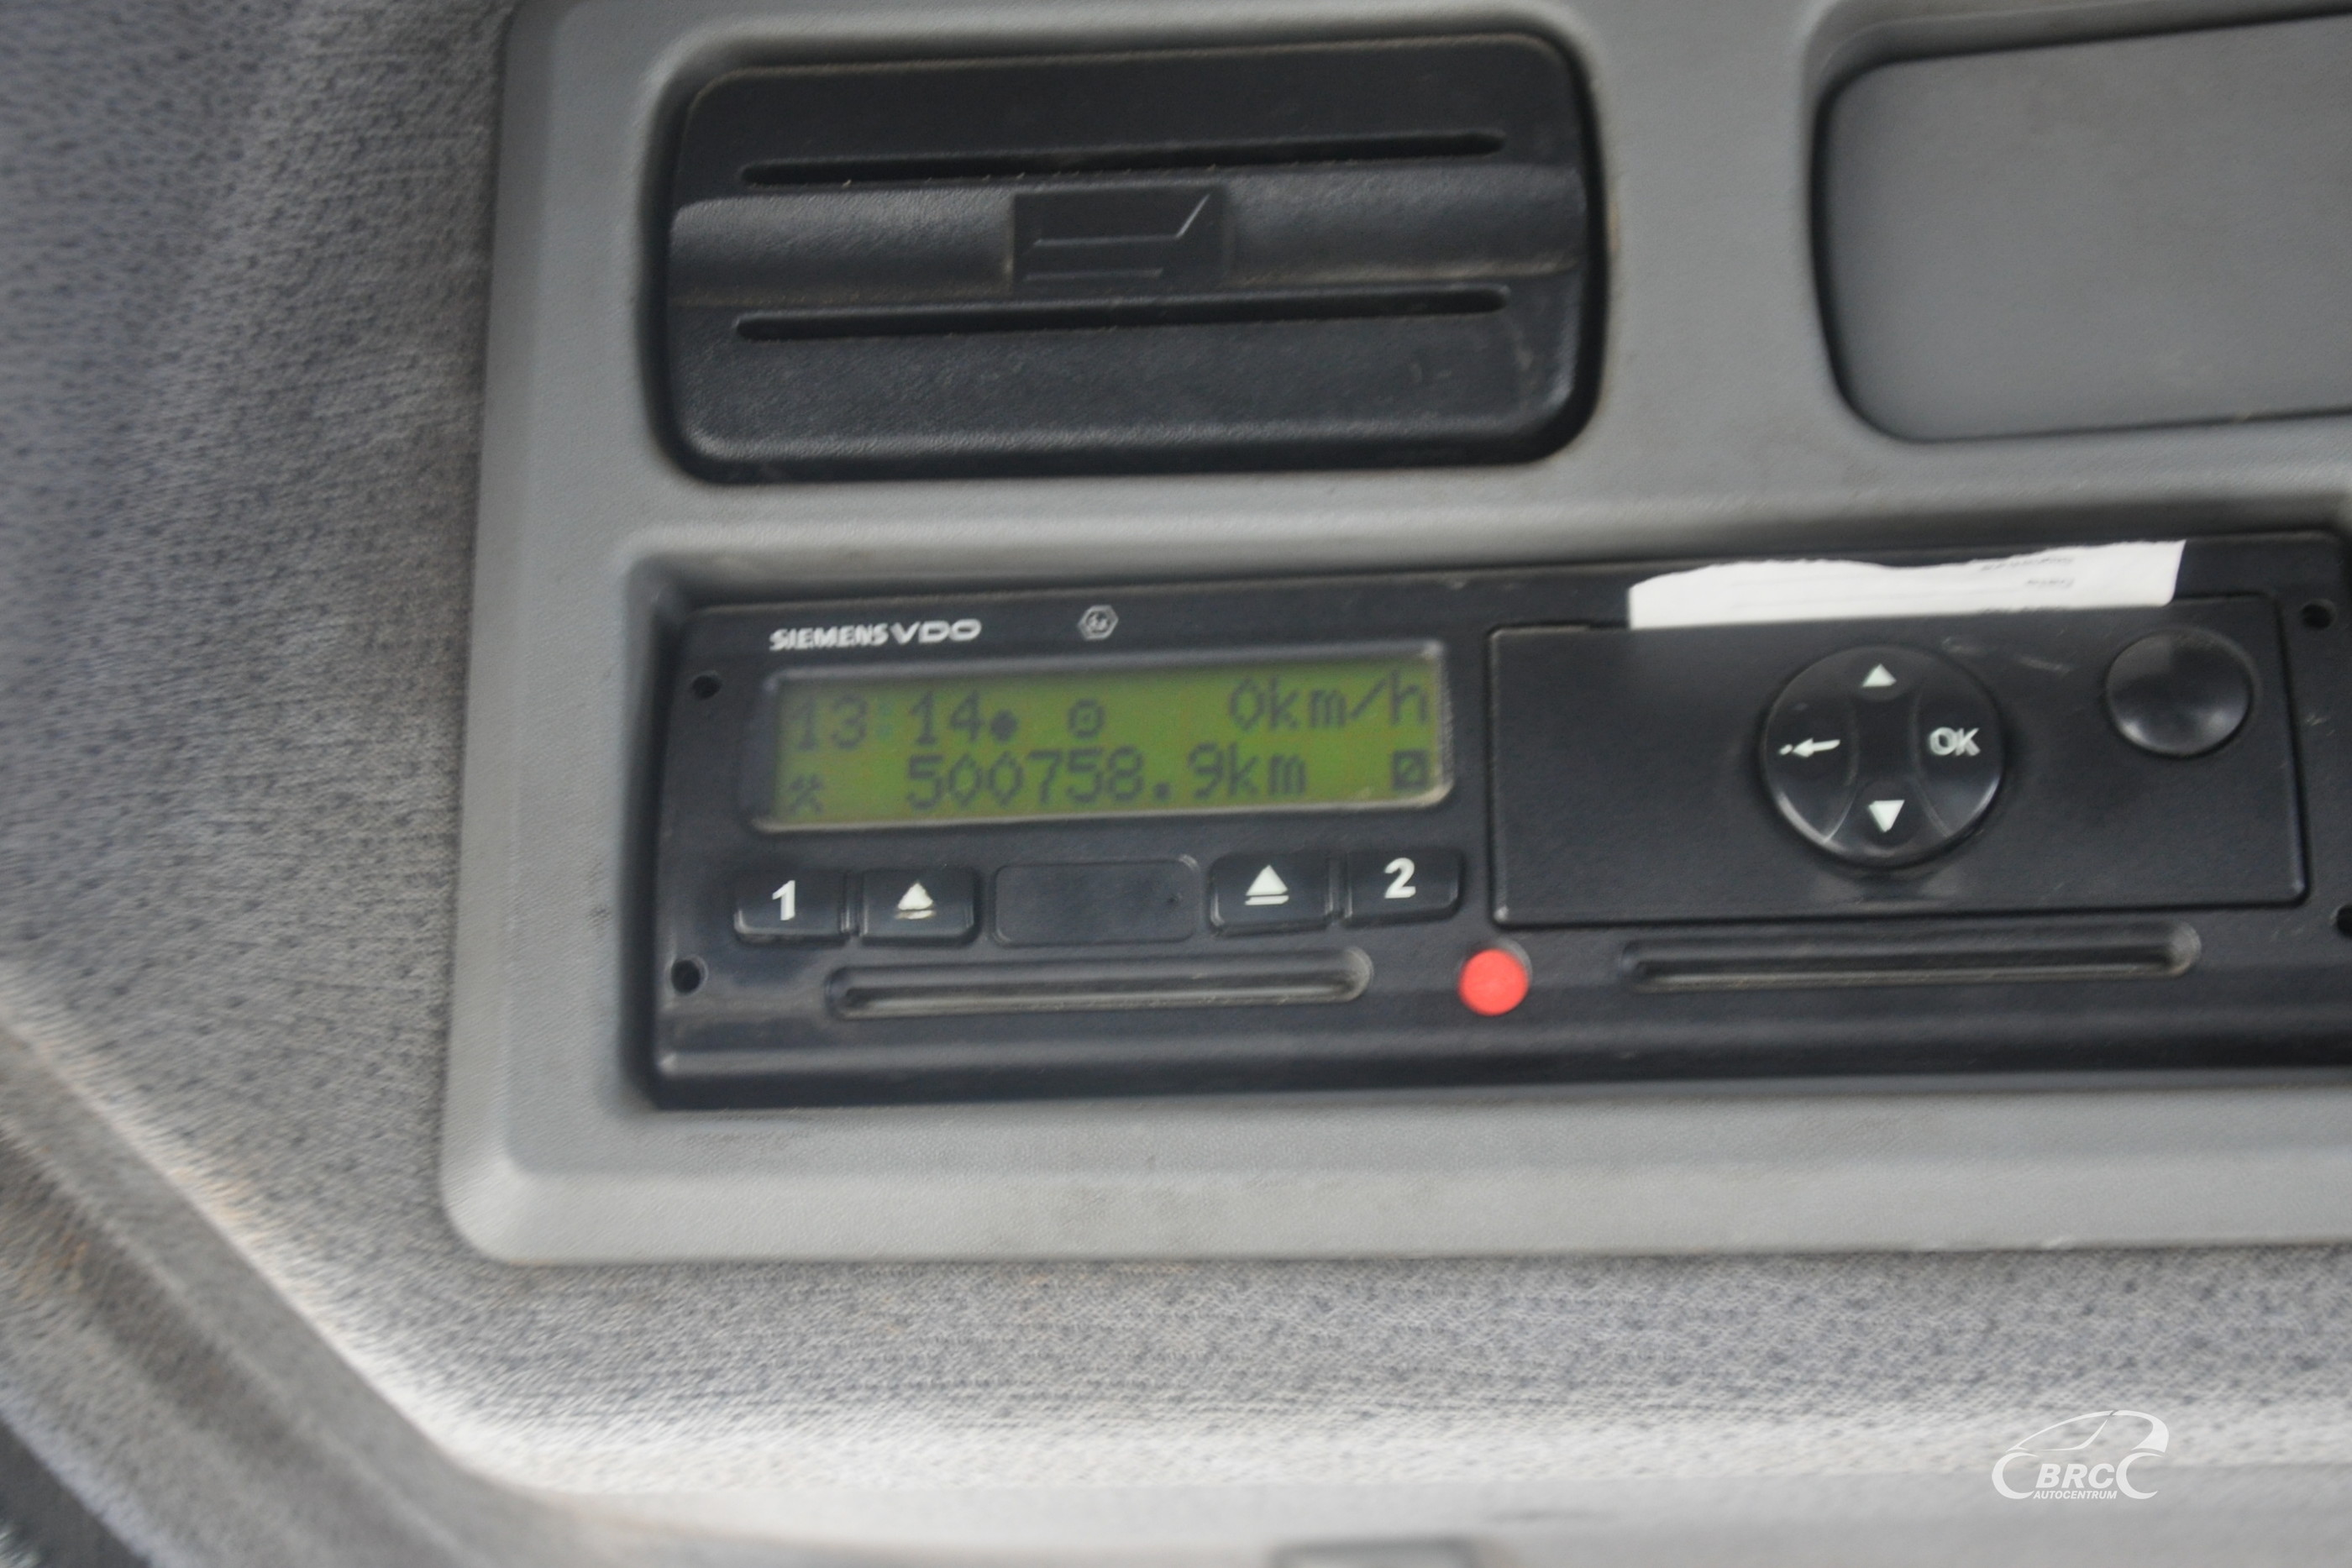 SIEMENS VDO
13:14● 0km/h
500758.9km
OK
1
2
BRC
AUTOCENTRUM